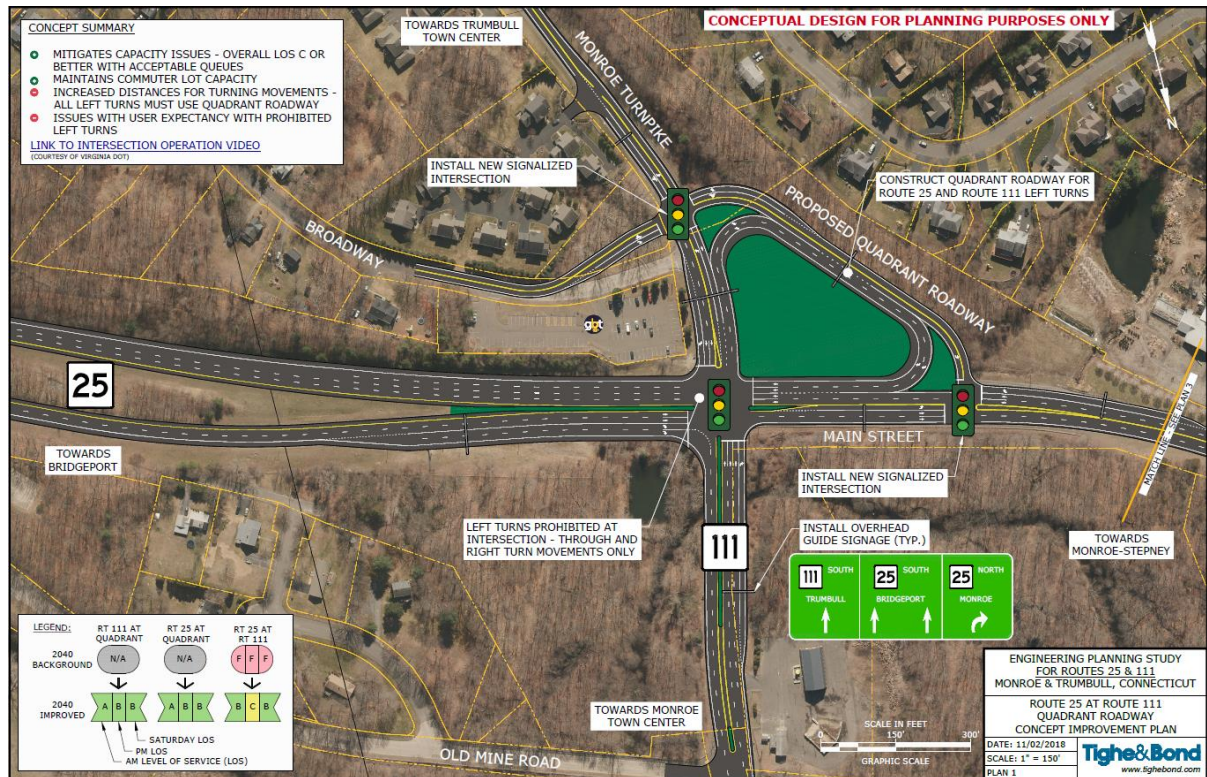 CONCEPT SUMMARY
MITIGATES CAPACITY ISSUES - OVERALL LOS C OR
BETTER WITH ACCEPTABLE QUEUES
MAINTAINS COMMUTER LOT CAPACITY
INCREASED DISTANCES FOR TURNING MOVEMENTS -
ALL LEFT TURNS MUST USE QUADRANT ROADWAY
ISSUES WITH USER EXPECTANCY WITH PROHIBITED
LEFT TURNS
LINK TO INTERSECTION OPERATION VIDEO
(COURTESY OF VIRGINIA DOT)
TOWARDS TRUMBULL
TOWN CENTER
CONCEPTUAL DESIGN FOR PLANNING PURPOSES ONLY
MONROE TURNPIKE
N
INSTALL NEW SIGNALIZED
INTERSECTION
CONSTRUCT QUADRANT ROADWAY FOR
ROUTE 25 AND ROUTE 111 LEFT TURNS
BROADWAY
PROPOSED QUADRANT ROADWAY
gbt
25
TOWARDS
BRIDGEPORT
MAIN STREET
MATCH LINE - SEE PLAN 3
INSTALL NEW SIGNALIZED
INTERSECTION
LEFT TURNS PROHIBITED AT
INTERSECTION - THROUGH AND
RIGHT TURN MOVEMENTS ONLY
111
INSTALL OVERHEAD
GUIDE SIGNAGE (TYP.)
TOWARDS
MONROE-STEPNEY
111 SOUTH
TRUMBULL
25 SOUTH
BRIDGEPORT
25 NORTH
MONROE
LEGEND:
RT 111 AT
QUADRANT
RT 25 AT
QUADRANT
RT 25 AT
RT 111
2040
BACKGROUND
N/A
N/A
F F F
2040
IMPROVED
A B B
A B B
B C B
SATURDAY LOS
PM LOS
AM LEVEL OF SERVICE (LOS)
TOWARDS MONROE
TOWN CENTER
OLD MINE ROAD
SCALE IN FEET
0 150' 300'
GRAPHIC SCALE
ENGINEERING PLANNING STUDY
FOR ROUTES 25 & 111
MONROE & TRUMBULL, CONNECTICUT
ROUTE 25 AT ROUTE 111
QUADRANT ROADWAY
CONCEPT IMPROVEMENT PLAN
DATE: 11/02/2018
SCALE: 1" = 150'
PLAN 1
Tighe&Bond
www.tighebond.com